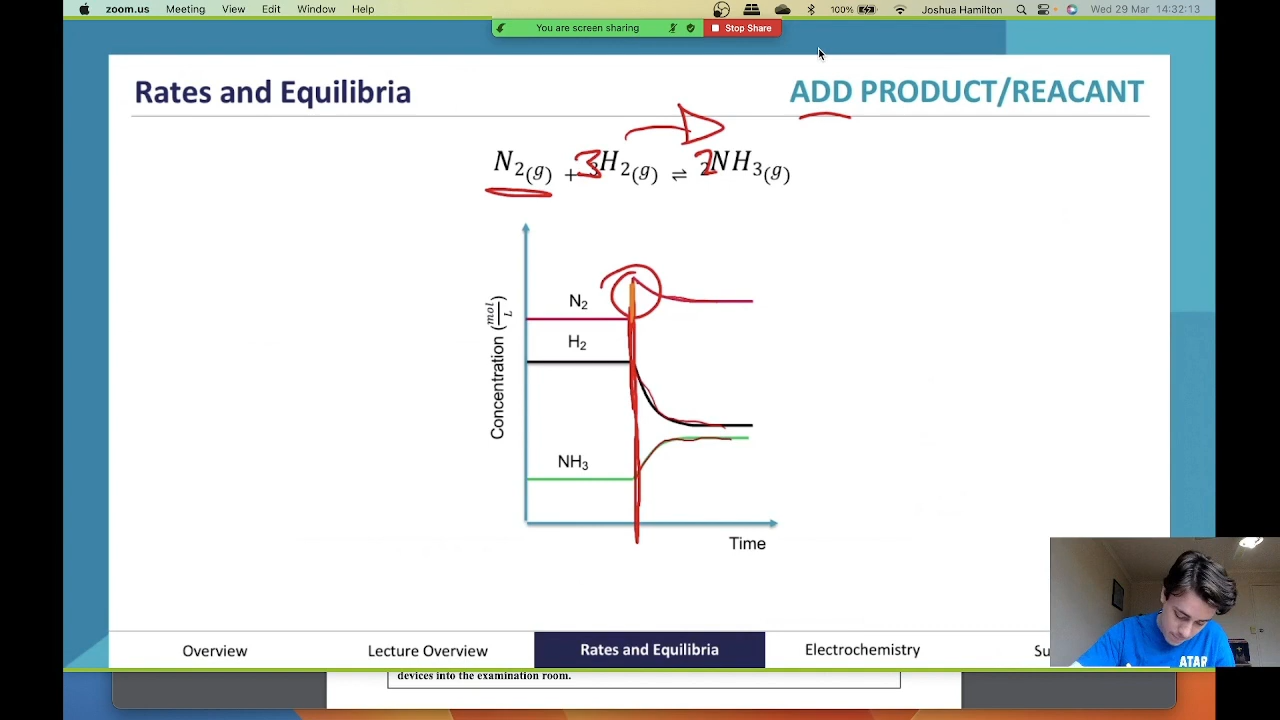 zoom.us Meeting View Edit Window Help 100% Joshua Hamilton Wed 29 Mar 14:32:13
You are screen sharing Stop Share
Rates and Equilibria
ADD PRODUCT/REACANT
N2(g) + 3H2(g) ⇌ 2NH3(g)
Concentration (mol/L)
N2
H2
NH3
Time
Overview Lecture Overview Rates and Equilibria Electrochemistry Su
devices into the examination room.
ATAR